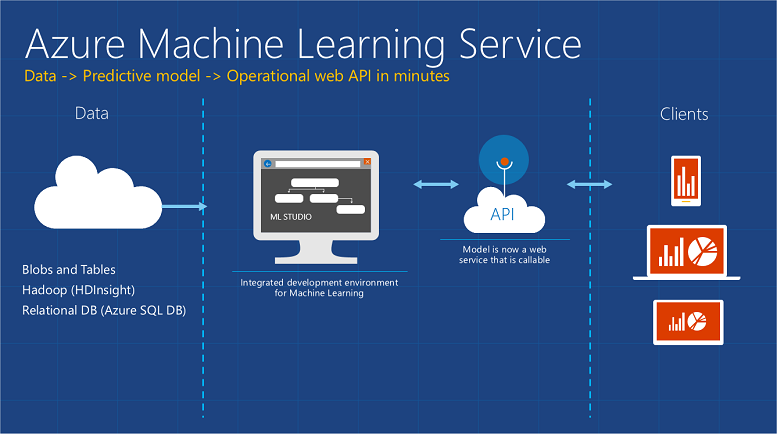 Azure Machine Learning Service
Data -> Predictive model -> Operational web API in minutes
Data
Clients
ML STUDIO
API
Integrated development environment
for Machine Learning
Model is now a web
service that is callable
Blobs and Tables
Hadoop (HDInsight)
Relational DB (Azure SQL DB)